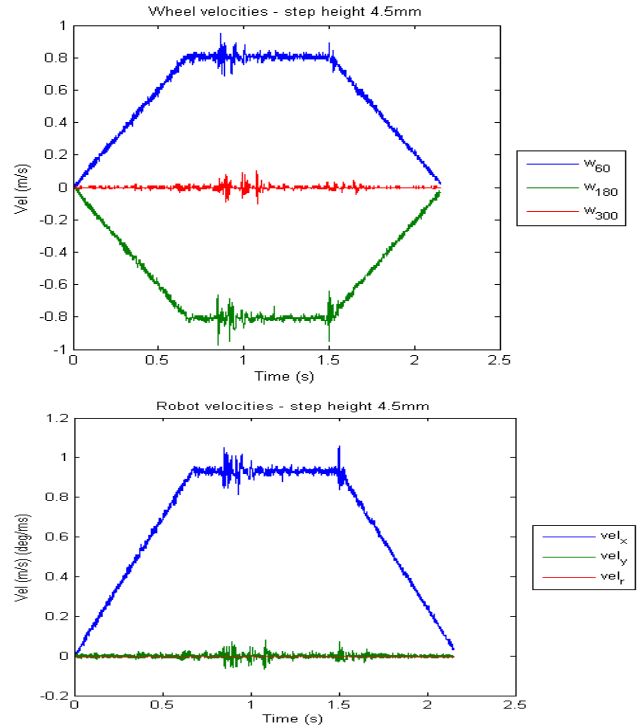 Wheel velocities - step height 4.5mm
1
0.8
0.6
0.4
0.2
0
-0.2
-0.4
-0.6
-0.8
-1
Vel (m/s)
0 0.5 1 1.5 2 2.5
Time (s)
w60
w180
w300
Robot velocities - step height 4.5mm
1.2
1
0.8
0.6
0.4
0.2
0
-0.2
Vel (m/s) (deg/ms)
0 0.5 1 1.5 2 2.5
Time (s)
velx
vely
velr